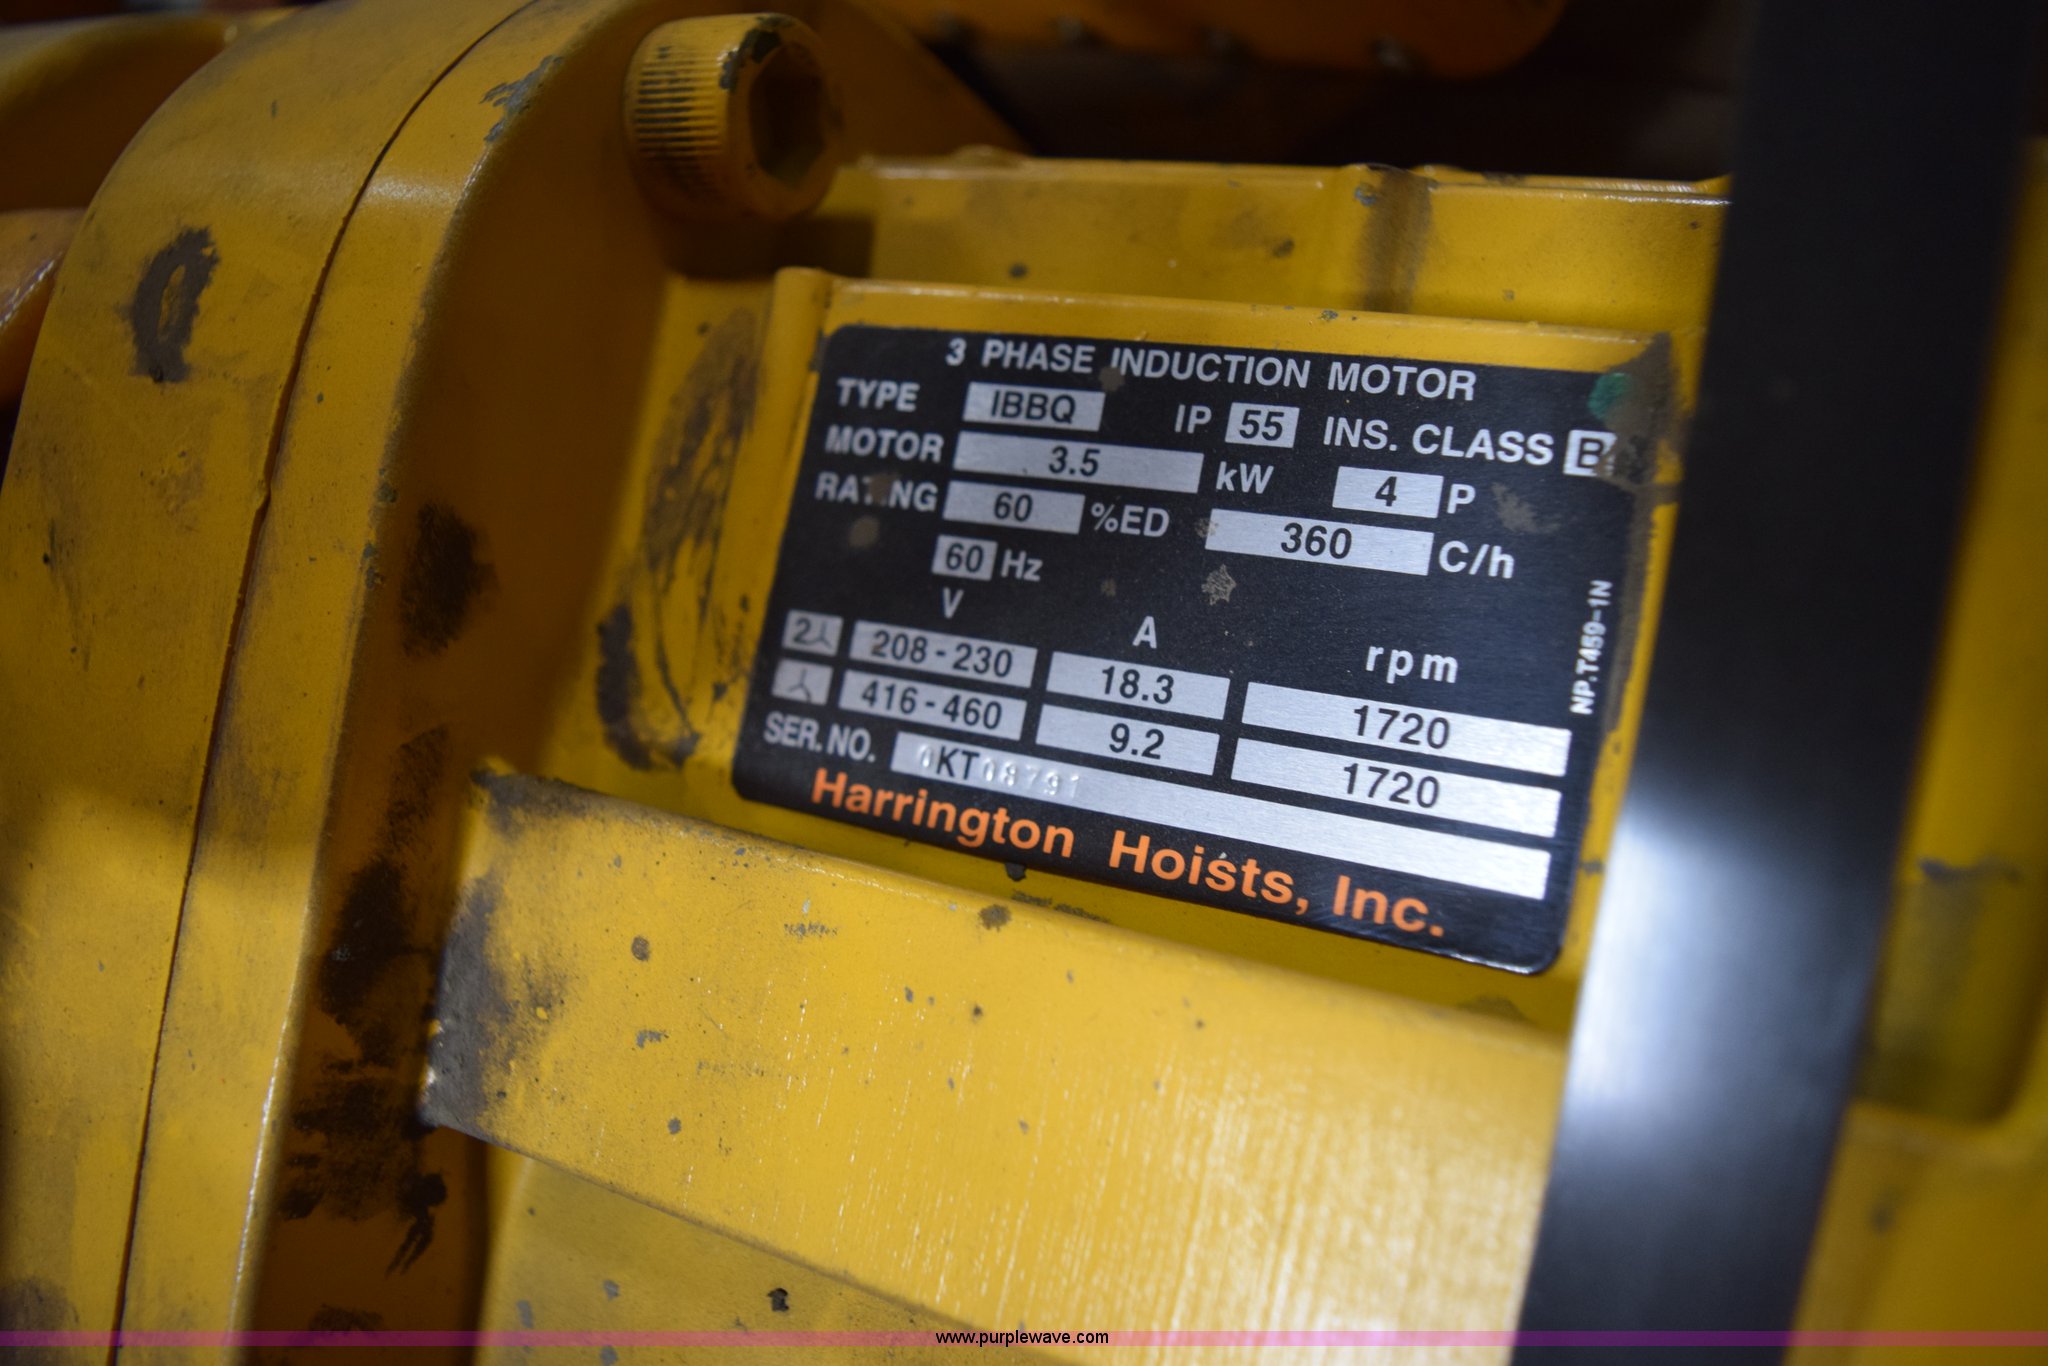 3 PHASE INDUCTION MOTOR
TYPE IBBQ IP 55 INS. CLASS B
MOTOR 3.5 kW 4 P
RATING 60 %ED 360 C/h
60 Hz
V A rpm
2 208-230 18.3 1720
416-460 9.2 1720
SER. NO. 0KT08791
Harrington Hoists, Inc.
NP.T459-1N
www.purplewave.com